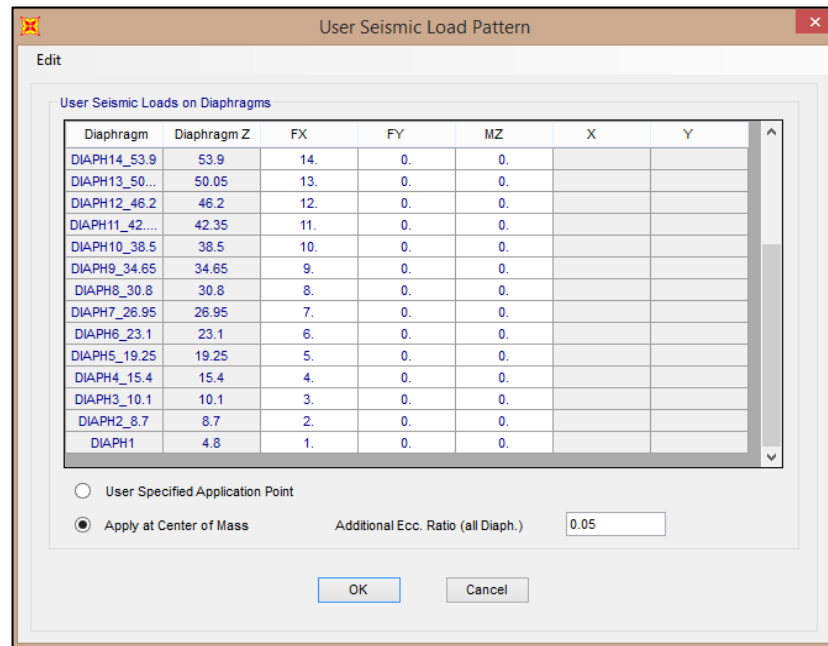 User Seismic Load Pattern
Edit
User Seismic Loads on Diaphragms
Diaphragm Diaphragm Z FX FY MZ X Y
DIAPH14_53.9 53.9 14. 0. 0.
DIAPH13_50... 50.05 13. 0. 0.
DIAPH12_46.2 46.2 12. 0. 0.
DIAPH11_42.... 42.35 11. 0. 0.
DIAPH10_38.5 38.5 10. 0. 0.
DIAPH9_34.65 34.65 9. 0. 0.
DIAPH8_30.8 30.8 8. 0. 0.
DIAPH7_26.95 26.95 7. 0. 0.
DIAPH6_23.1 23.1 6. 0. 0.
DIAPH5_19.25 19.25 5. 0. 0.
DIAPH4_15.4 15.4 4. 0. 0.
DIAPH3_10.1 10.1 3. 0. 0.
DIAPH2_8.7 8.7 2. 0. 0.
DIAPH1 4.8 1. 0. 0.
User Specified Application Point
Apply at Center of Mass Additional Ecc. Ratio (all Diaph.) 0.05
OK Cancel